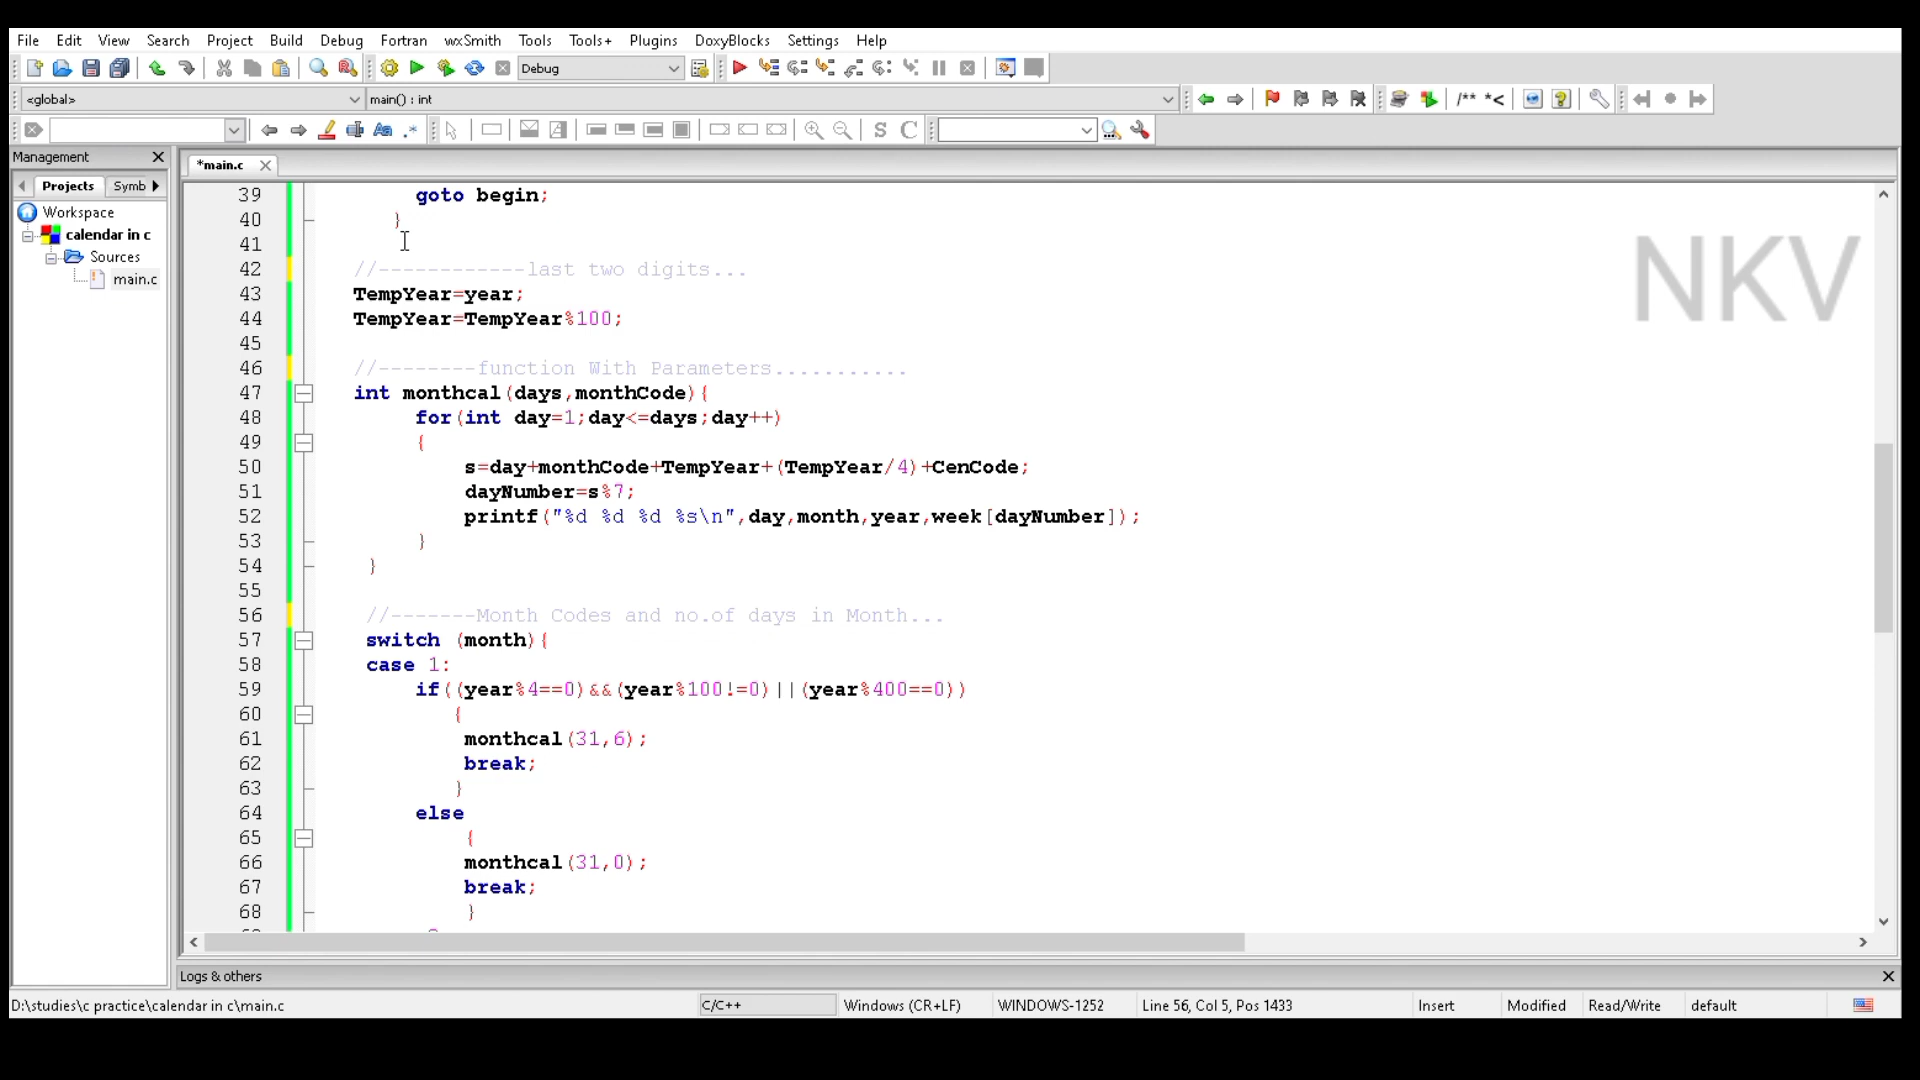 File Edit View Search Project Build Debug Fortran wxSmith Tools Tools+ Plugins DoxyBlocks Settings Help
Debug
<global> main() : int /** *<
Aa .* S C
Management
*main.c
Projects Symb
Workspace
calendar in c
Sources
main.c
NKV
39 goto begin;
40 }
41
42 //-----------last two digits...
43 TempYear=year;
44 TempYear=TempYear%100;
45
46 //--------function With Parameters...........
47 int monthcal(days,monthCode){
48 for(int day=1;day<=days;day++)
49 {
50 s=day+monthCode+TempYear+(TempYear/4)+CenCode;
51 dayNumber=s%7;
52 printf("%d %d %d %s\n",day,month,year,week[dayNumber]);
53 }
54 }
55
56 //-------Month Codes and no.of days in Month...
57 switch (month){
58 case 1:
59 if((year%4==0)&&(year%100!=0)||(year%400==0))
60 {
61 monthcal(31,6);
62 break;
63 }
64 else
65 {
66 monthcal(31,0);
67 break;
68 }
Logs & others
D:\studies\c practice\calendar in c\main.c C/C++ Windows (CR+LF) WINDOWS-1252 Line 56, Col 5, Pos 1433 Insert Modified Read/Write default